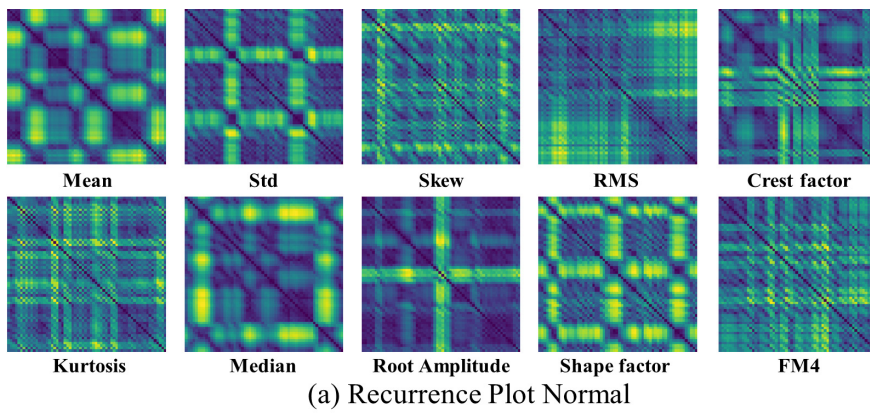 Mean Std Skew RMS Crest factor
Kurtosis Median Root Amplitude Shape factor FM4
(a) Recurrence Plot Normal